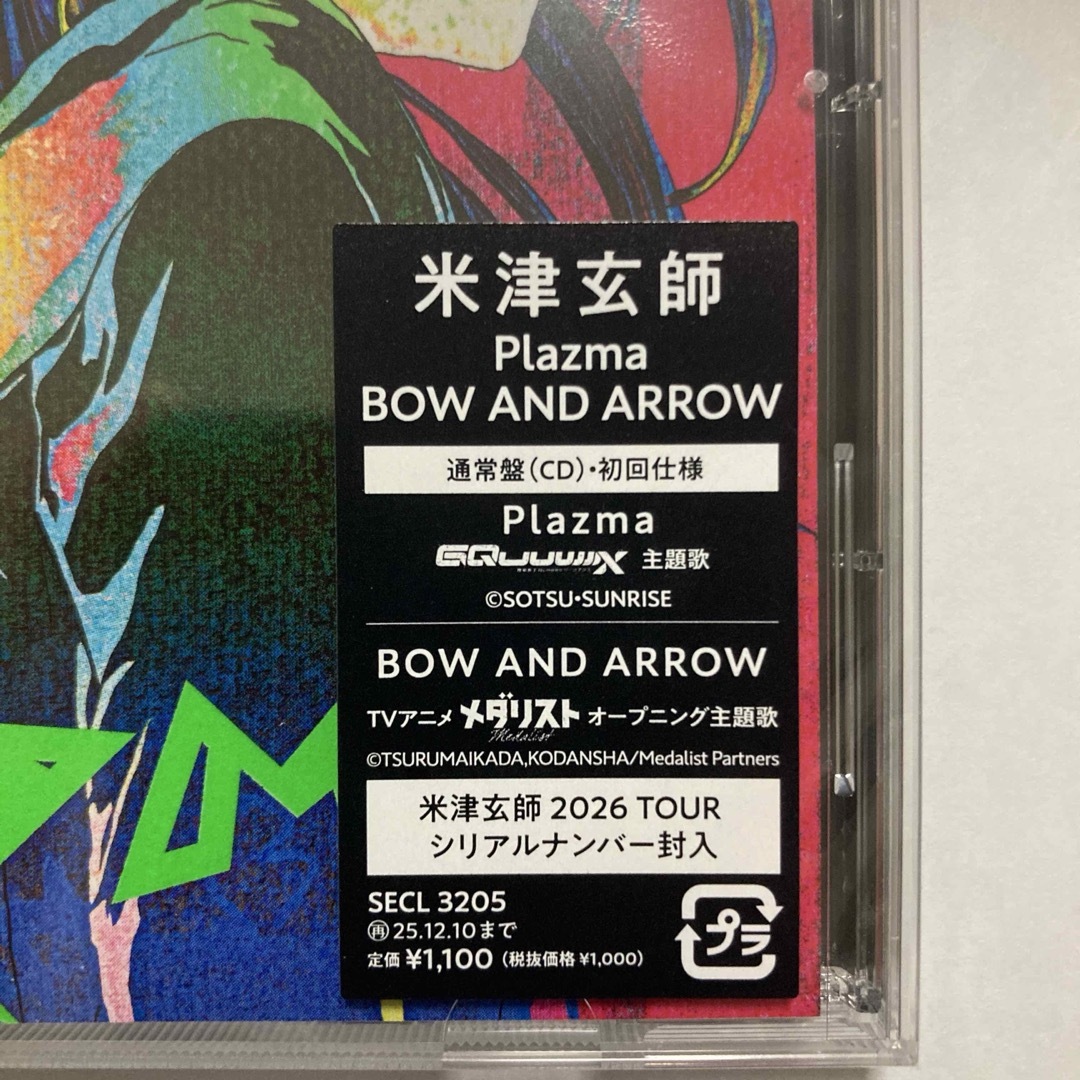 米津玄師
Plazma
BOW AND ARROW
通常盤(CD)・初回仕様
Plazma
GQuuuuuuX 主題歌
©SOTSU・SUNRISE
BOW AND ARROW
TVアニメ メダリスト オープニング主題歌
Medalist
©TSURUMAIKADA,KODANSHA/Medalist Partners
米津玄師 2026 TOUR
シリアルナンバー封入
SECL 3205
再 25.12.10まで
定価 ¥1,100 (税抜価格 ¥1,000)
プラ